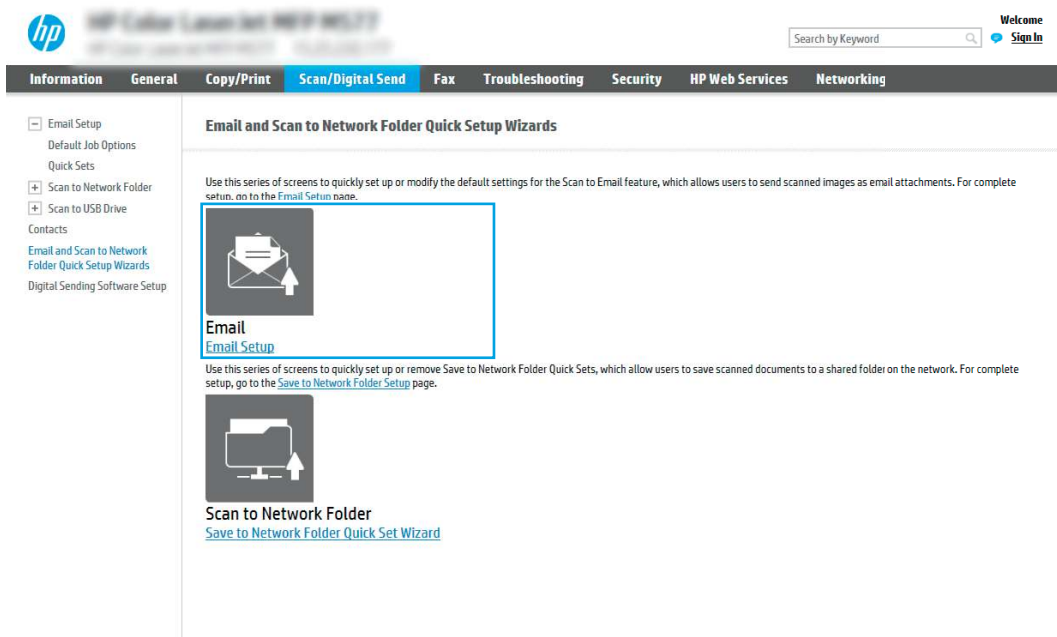 hp
Welcome
Search by Keyword
Sign In
Information General Copy/Print Scan/Digital Send Fax Troubleshooting Security HP Web Services Networking
Email Setup
Default Job Options
Quick Sets
Scan to Network Folder
Scan to USB Drive
Contacts
Email and Scan to Network
Folder Quick Setup Wizards
Digital Sending Software Setup
Email and Scan to Network Folder Quick Setup Wizards
Use this series of screens to quickly set up or modify the default settings for the Scan to Email feature, which allows users to send scanned images as email attachments. For complete
setup, go to the Email Setup page.
Email
Email Setup
Use this series of screens to quickly set up or remove Save to Network Folder Quick Sets, which allow users to save scanned documents to a shared folder on the network. For complete
setup, go to the Save to Network Folder Setup page.
Scan to Network Folder
Save to Network Folder Quick Set Wizard